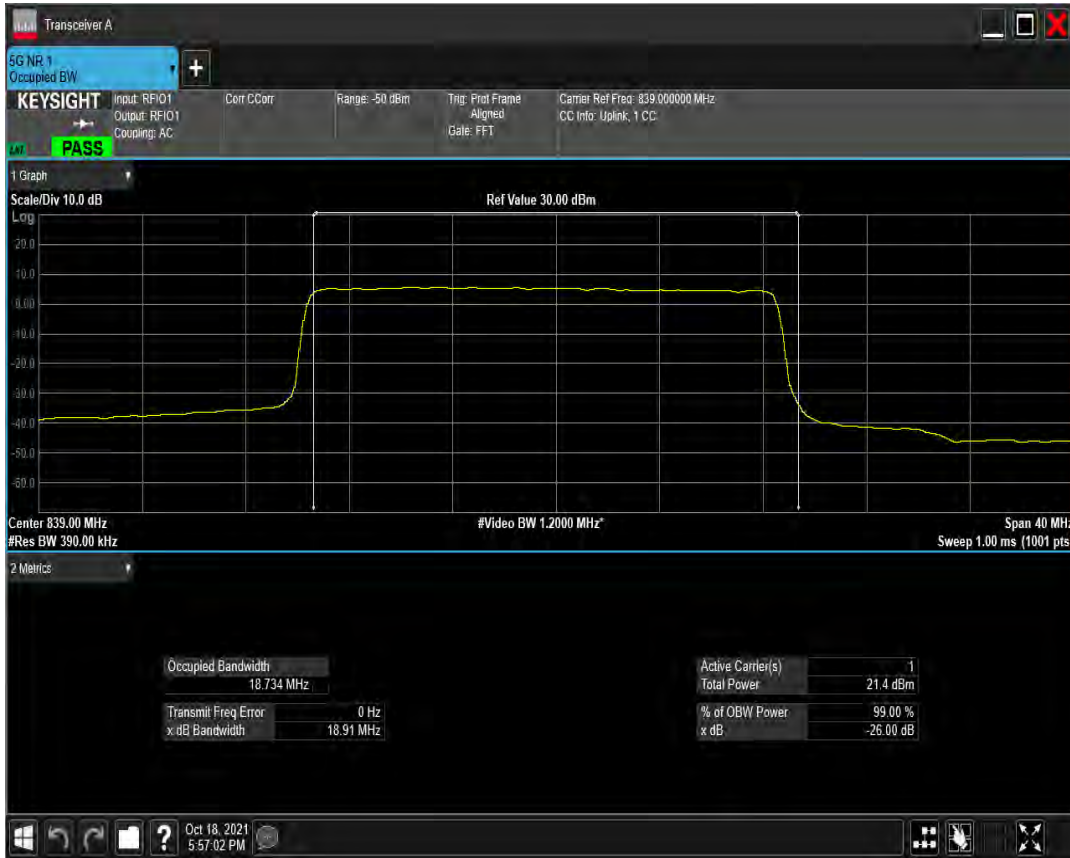 Transceiver A
5G NR 1
Occupied BW
+
KEYSIGHT
Input: RFIO1
Output: RFIO1
Coupling: AC
Corr CCorr
Range: -50 dBm
Trig: Prot Frame
Aligned
Gate: FFT
Carrier Ref Freq: 839.000000 MHz
CC Info: Uplink, 1 CC
PASS
1 Graph
Scale/Div 10.0 dB
Ref Value 30.00 dBm
Log
20.0
10.0
0.00
-10.0
-20.0
-30.0
-40.0
-50.0
-60.0
Center 839.00 MHz
#Video BW 1.2000 MHz*
Span 40 MHz
#Res BW 390.00 kHz
Sweep 1.00 ms (1001 pts
2 Metrics
Occupied Bandwidth
18.734 MHz
Transmit Freq Error 0 Hz
x dB Bandwidth 18.91 MHz
Active Carrier(s) 1
Total Power 21.4 dBm
% of OBW Power 99.00 %
x dB -26.00 dB
?
Oct 18, 2021
5:57:02 PM